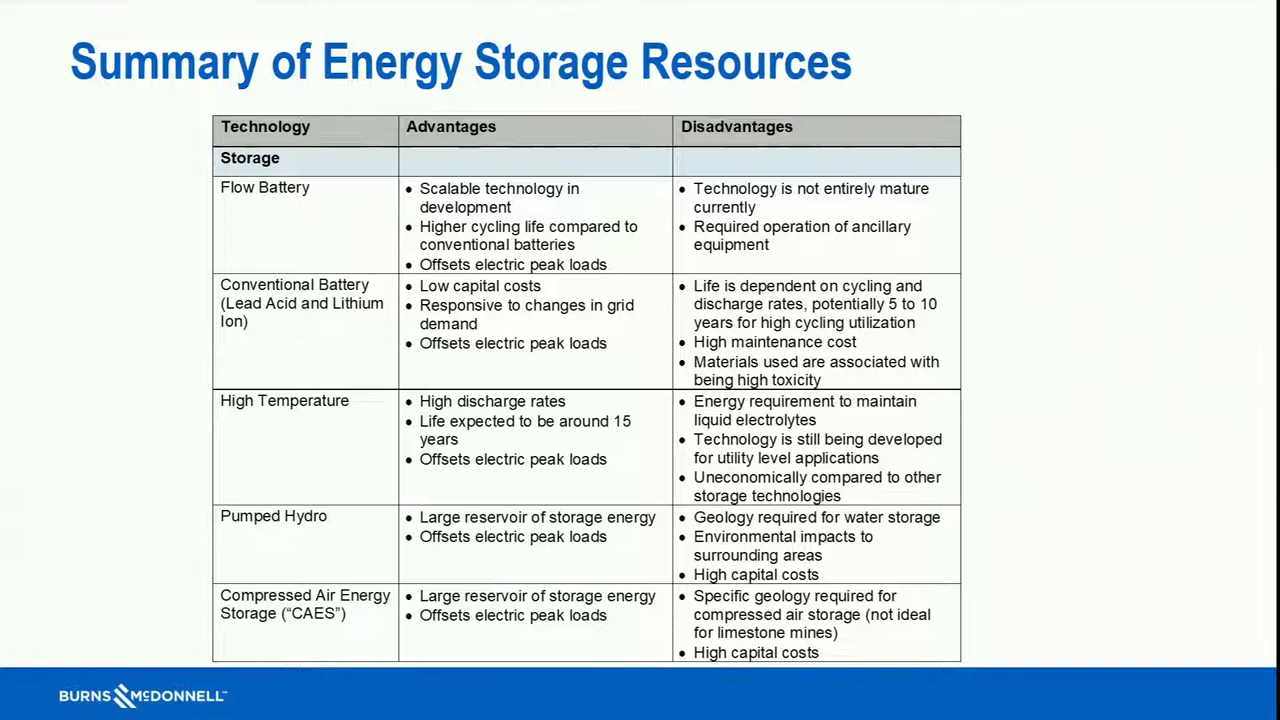 Summary of Energy Storage Resources
Technology
Advantages
Disadvantages
Storage
Flow Battery
• Scalable technology in
development
• Higher cycling life compared to
conventional batteries
• Offsets electric peak loads
• Technology is not entirely mature
currently
• Required operation of ancillary
equipment
Conventional Battery
(Lead Acid and Lithium
Ion)
• Low capital costs
• Responsive to changes in grid
demand
• Offsets electric peak loads
• Life is dependent on cycling and
discharge rates, potentially 5 to 10
years for high cycling utilization
• High maintenance cost
• Materials used are associated with
being high toxicity
High Temperature
• High discharge rates
• Life expected to be around 15
years
• Offsets electric peak loads
• Energy requirement to maintain
liquid electrolytes
• Technology is still being developed
for utility level applications
• Uneconomically compared to other
storage technologies
Pumped Hydro
• Large reservoir of storage energy
• Offsets electric peak loads
• Geology required for water storage
• Environmental impacts to
surrounding areas
• High capital costs
Compressed Air Energy
Storage (“CAES”)
• Large reservoir of storage energy
• Offsets electric peak loads
• Specific geology required for
compressed air storage (not ideal
for limestone mines)
• High capital costs
BURNS McDONNELL™